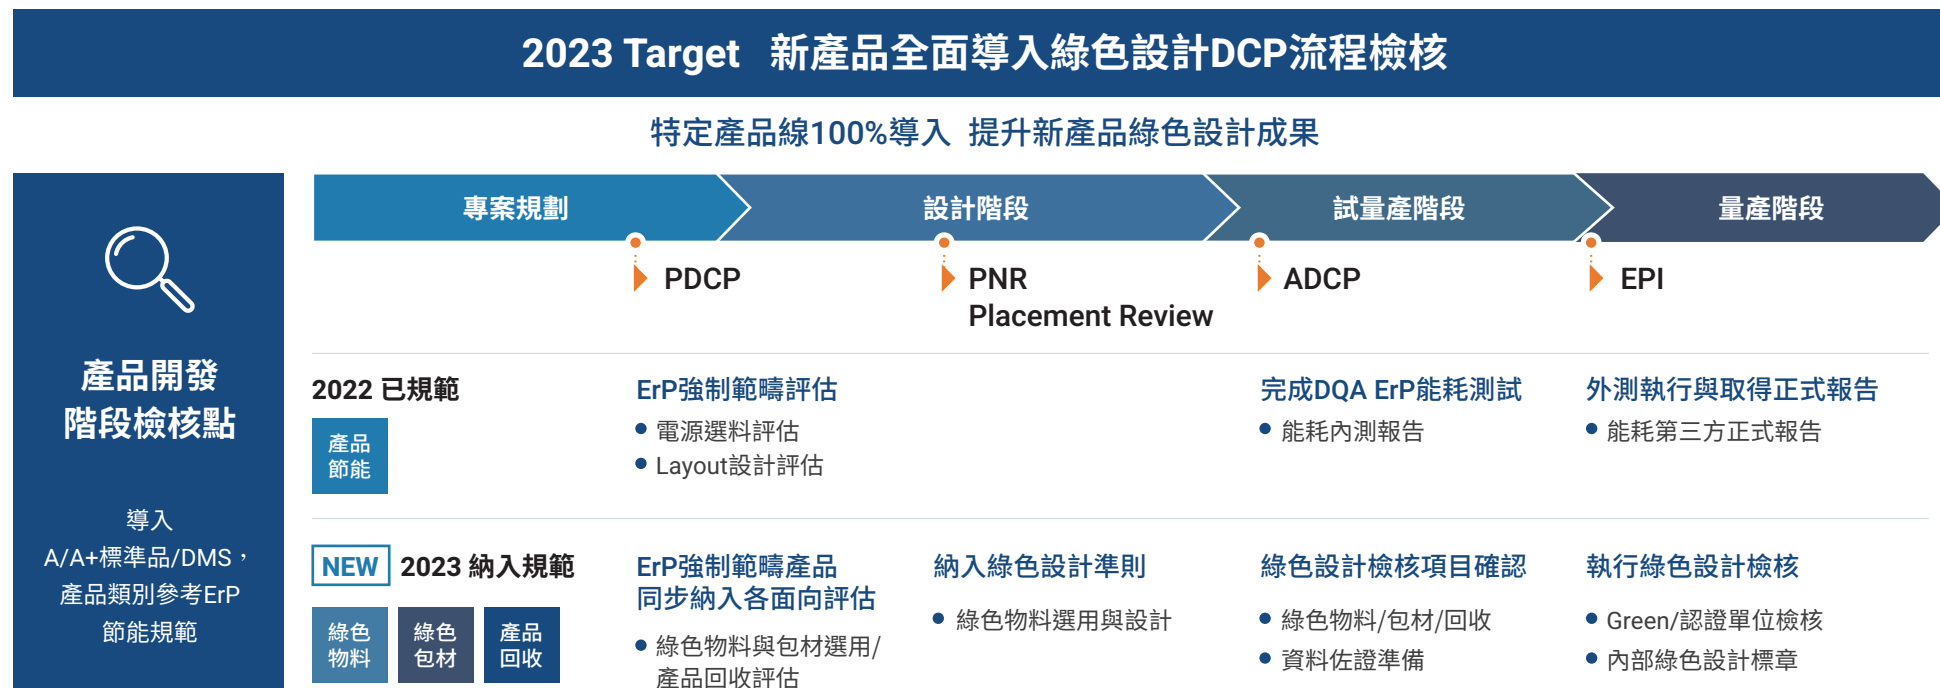 2023 Target 新產品全面導入綠色設計DCP流程檢核
特定產品線100%導入 提升新產品綠色設計成果
產品開發
階段檢核點
導入
A/A+標準品/DMS，
產品類別參考ErP
節能規範
專案規劃
設計階段
試量產階段
量產階段
PDCP
PNR
Placement Review
ADCP
EPI
2022 已規範
產品
節能
ErP強制範疇評估
電源選料評估
Layout設計評估
完成DQA ErP能耗測試
能耗內測報告
外測執行與取得正式報告
能耗第三方正式報告
NEW 2023 納入規範
綠色
物料
綠色
包材
產品
回收
ErP強制範疇產品
同步納入各面向評估
綠色物料與包材選用/
產品回收評估
納入綠色設計準則
綠色物料選用與設計
綠色設計檢核項目確認
綠色物料/包材/回收
資料佐證準備
執行綠色設計檢核
Green/認證單位檢核
內部綠色設計標章